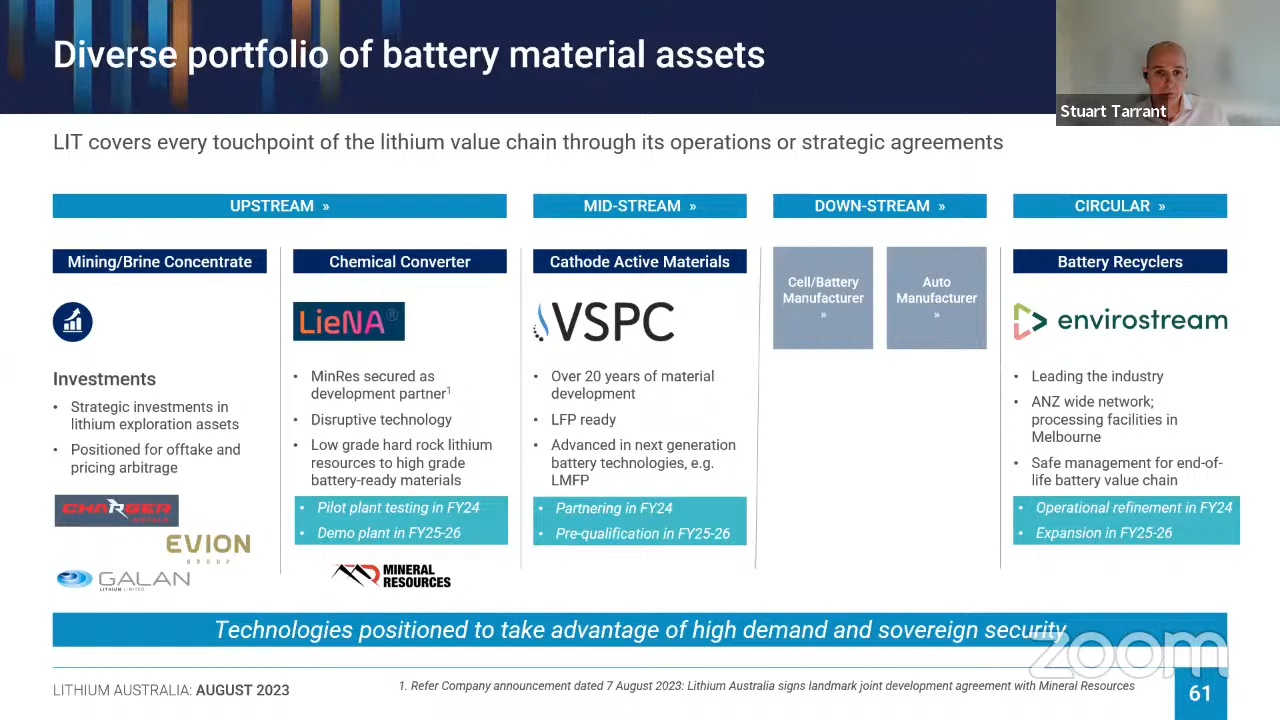 Diverse portfolio of battery material assets
Stuart Tarrant
LIT covers every touchpoint of the lithium value chain through its operations or strategic agreements
UPSTREAM »
MID-STREAM »
DOWN-STREAM »
CIRCULAR »
Mining/Brine Concentrate
Investments
• Strategic investments in
lithium exploration assets
• Positioned for offtake and
pricing arbitrage
CHARGER
METALS
EVION
GROUP
GALAN
LITHIUM LIMITED
Chemical Converter
LieNA®
• MinRes secured as
development partner1
• Disruptive technology
• Low grade hard rock lithium
resources to high grade
battery-ready materials
• Pilot plant testing in FY24
• Demo plant in FY25-26
MINERAL
RESOURCES
Cathode Active Materials
VSPC
• Over 20 years of material
development
• LFP ready
• Advanced in next generation
battery technologies, e.g.
LMFP
• Partnering in FY24
• Pre-qualification in FY25-26
Cell/Battery
Manufacturer
»
Auto
Manufacturer
»
Battery Recyclers
envirostream
• Leading the industry
• ANZ wide network;
processing facilities in
Melbourne
• Safe management for end-of-
life battery value chain
• Operational refinement in FY24
• Expansion in FY25-26
Technologies positioned to take advantage of high demand and sovereign security
zoom
LITHIUM AUSTRALIA: AUGUST 2023
1. Refer Company announcement dated 7 August 2023: Lithium Australia signs landmark joint development agreement with Mineral Resources
61